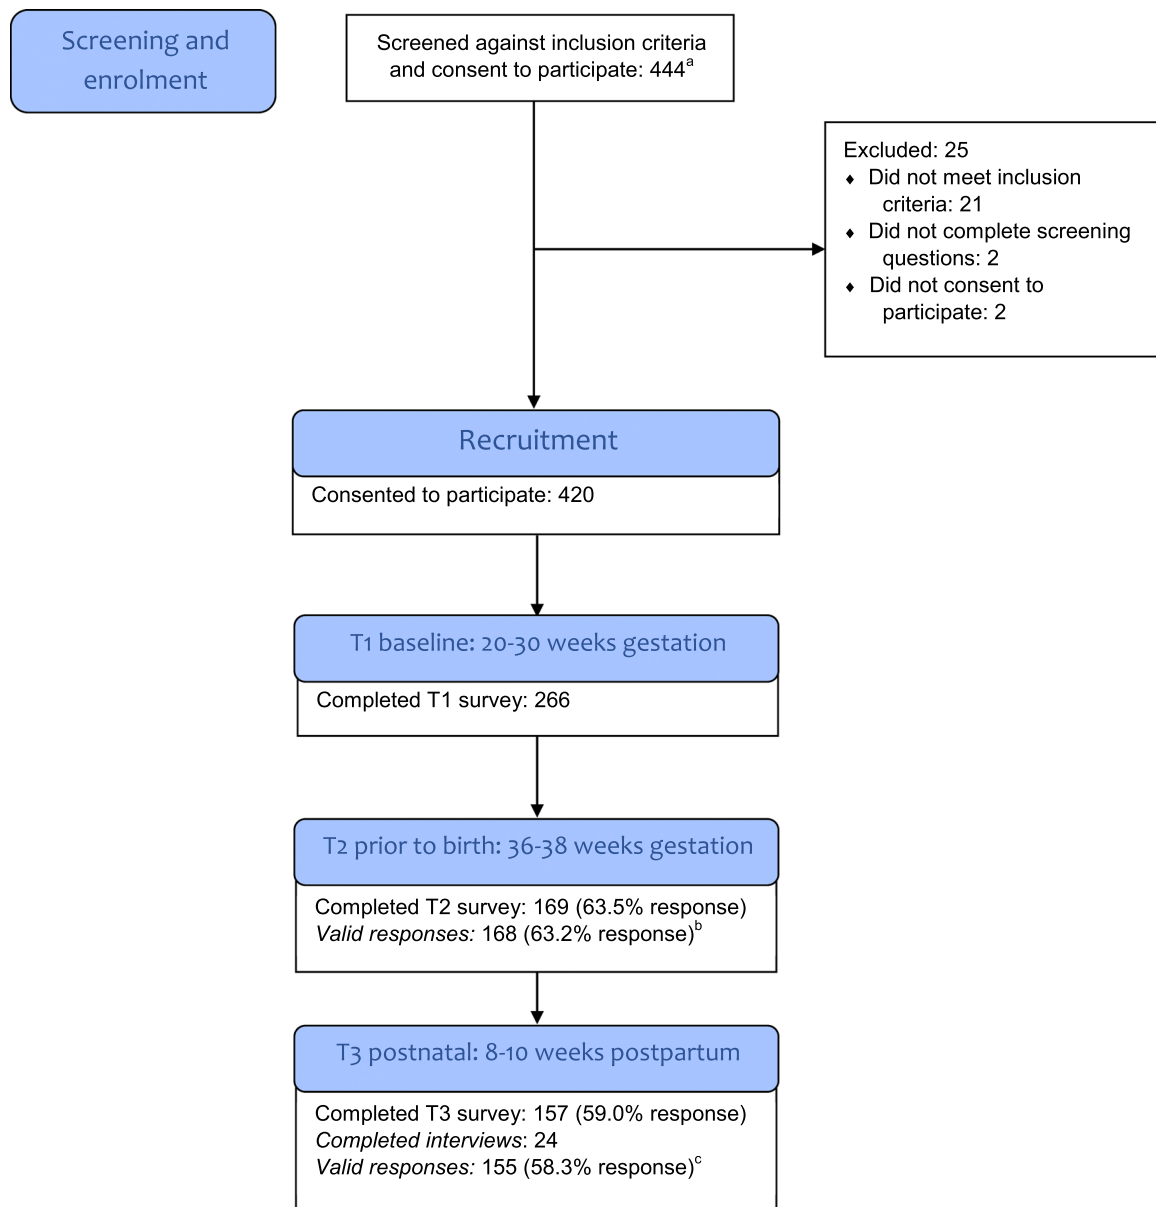 Screening and
enrolment
Screened against inclusion criteria
and consent to participate: 444ᵃ
Excluded: 25
♦ Did not meet inclusion
criteria: 21
♦ Did not complete screening
questions: 2
♦ Did not consent to
participate: 2
Recruitment
Consented to participate: 420
T1 baseline: 20-30 weeks gestation
Completed T1 survey: 266
T2 prior to birth: 36-38 weeks gestation
Completed T2 survey: 169 (63.5% response)
Valid responses: 168 (63.2% response)ᵇ
T3 postnatal: 8-10 weeks postpartum
Completed T3 survey: 157 (59.0% response)
Completed interviews: 24
Valid responses: 155 (58.3% response)ᶜ